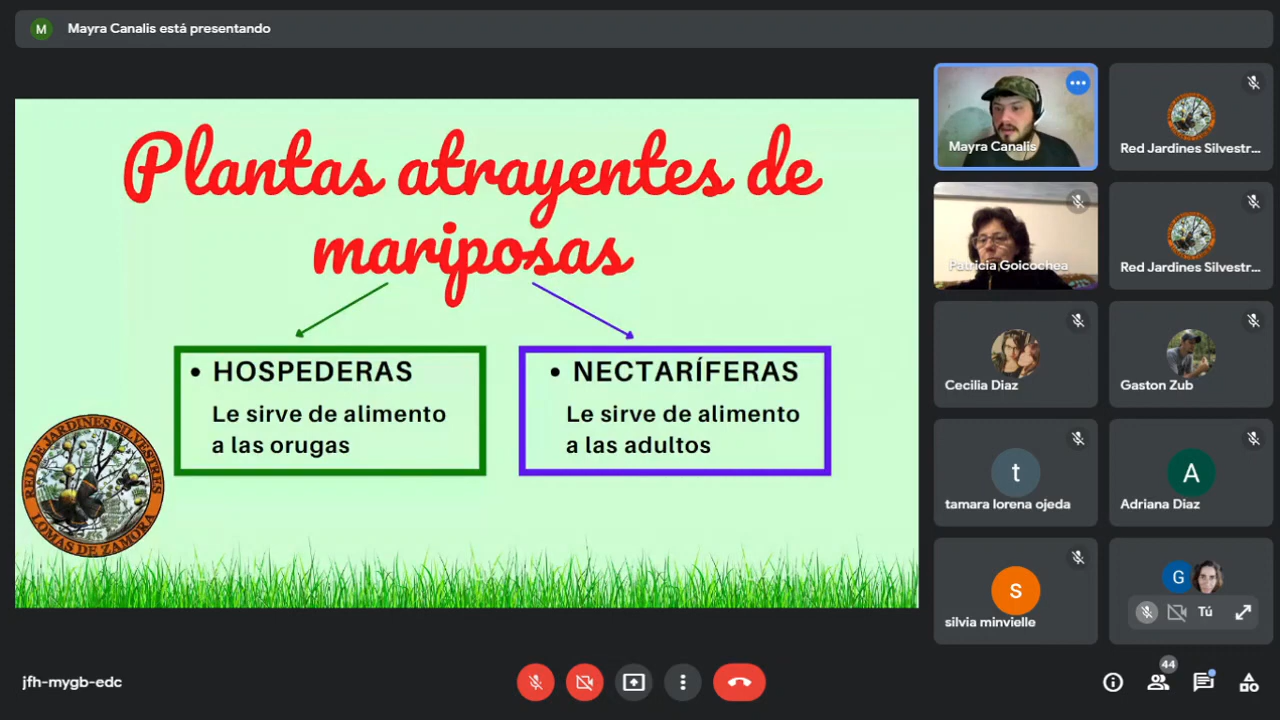 M
Mayra Canalis está presentando
Plantas atrayentes de
mariposas
• HOSPEDERAS
Le sirve de alimento
a las orugas
• NECTARÍFERAS
Le sirve de alimento
a las adultos
RED DE JARDINES SILVESTRES
LOMAS DE ZAMORA
Mayra Canalis
Red Jardines Silvestr...
Patricia Goicochea
Red Jardines Silvestr...
Cecilia Diaz
Gaston Zub
t
tamara lorena ojeda
A
Adriana Diaz
s
silvia minvielle
G
Tú
jfh-mygb-edc
44